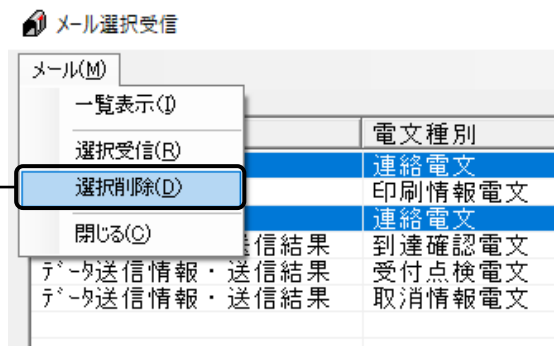 メール選択受信
メール(M)
一覧表示(I)
選択受信(R)
選択削除(D)
閉じる(C)
電文種別
連絡電文
印刷情報電文
連絡電文
送信結果 到達確認電文
データ送信情報・送信結果 受付点検電文
データ送信情報・送信結果 取消情報電文